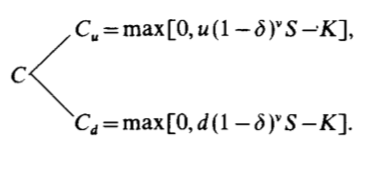 C_u = max[0, u(1 − δ)^ν S − K],
C
C_d = max[0, d(1 − δ)^ν S − K].